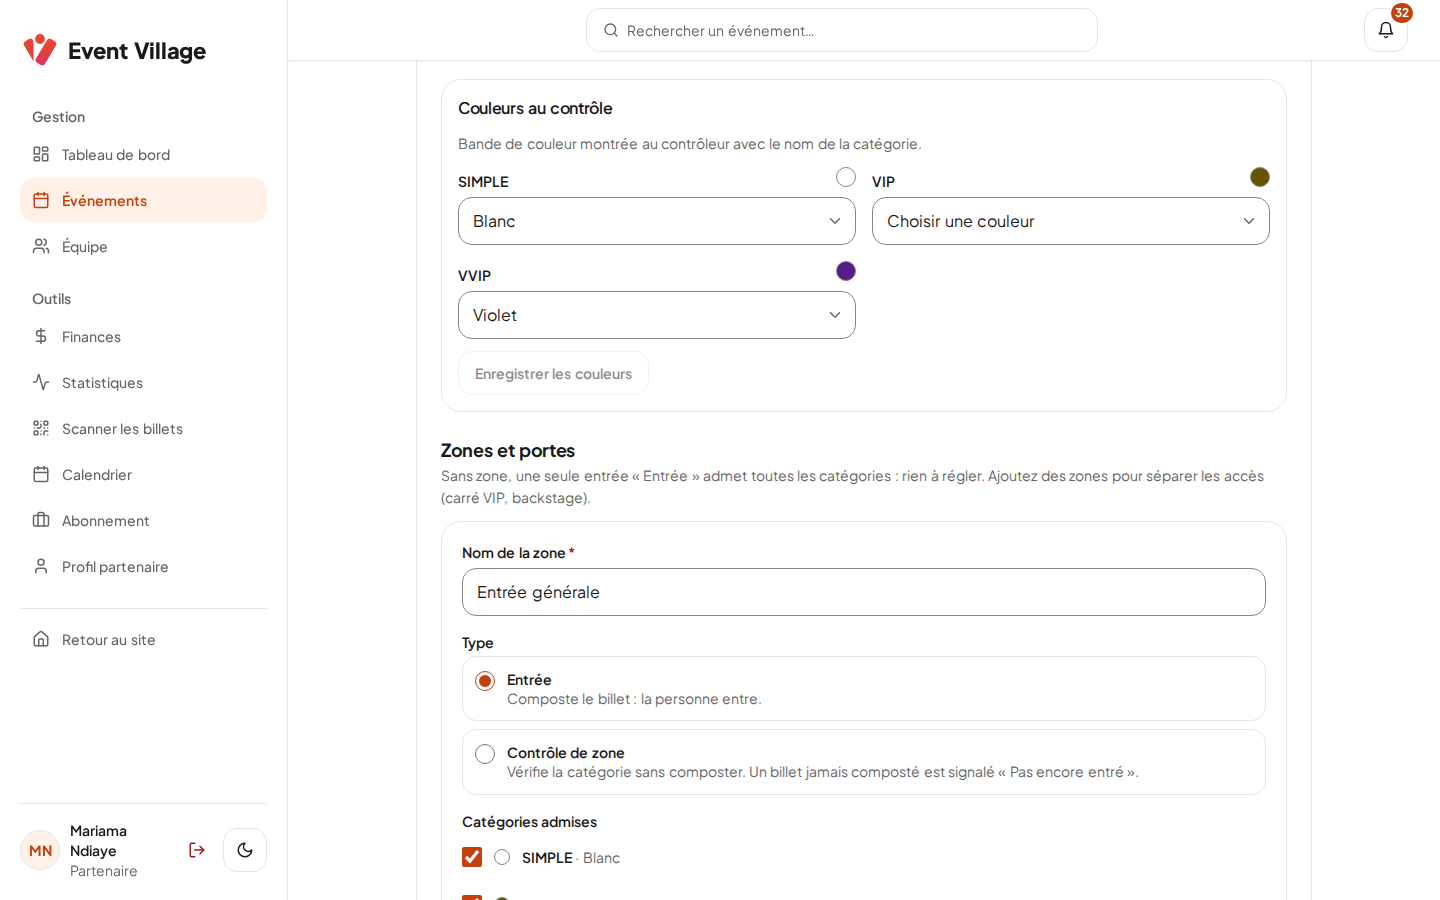 Event Village
Gestion
Tableau de bord
Événements
Équipe
Outils
Finances
Statistiques
Scanner les billets
Calendrier
Abonnement
Profil partenaire
Retour au site
MN
Mariama
Ndiaye
Partenaire
Rechercher un événement...
32
Couleurs au contrôle
Bande de couleur montrée au contrôleur avec le nom de la catégorie.
SIMPLE
Blanc
VIP
Choisir une couleur
VVIP
Violet
Enregistrer les couleurs
Zones et portes
Sans zone, une seule entrée « Entrée » admet toutes les catégories : rien à régler. Ajoutez des zones pour séparer les accès
(carré VIP, backstage).
Nom de la zone *
Entrée générale
Type
Entrée
Composte le billet : la personne entre.
Contrôle de zone
Vérifie la catégorie sans composter. Un billet jamais composté est signalé « Pas encore entré ».
Catégories admises
SIMPLE · Blanc